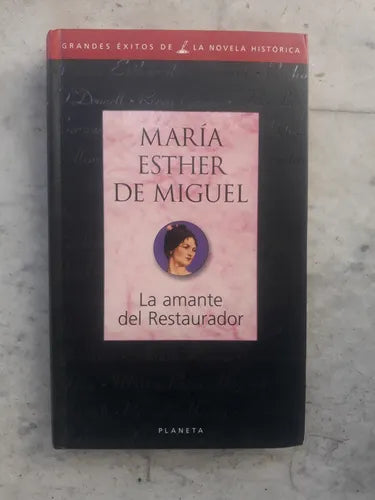 GRANDES ÉXITOS DE LA NOVELA HISTÓRICA
MARÍA
ESTHER
DE MIGUEL
La amante
del Restaurador
PLANETA